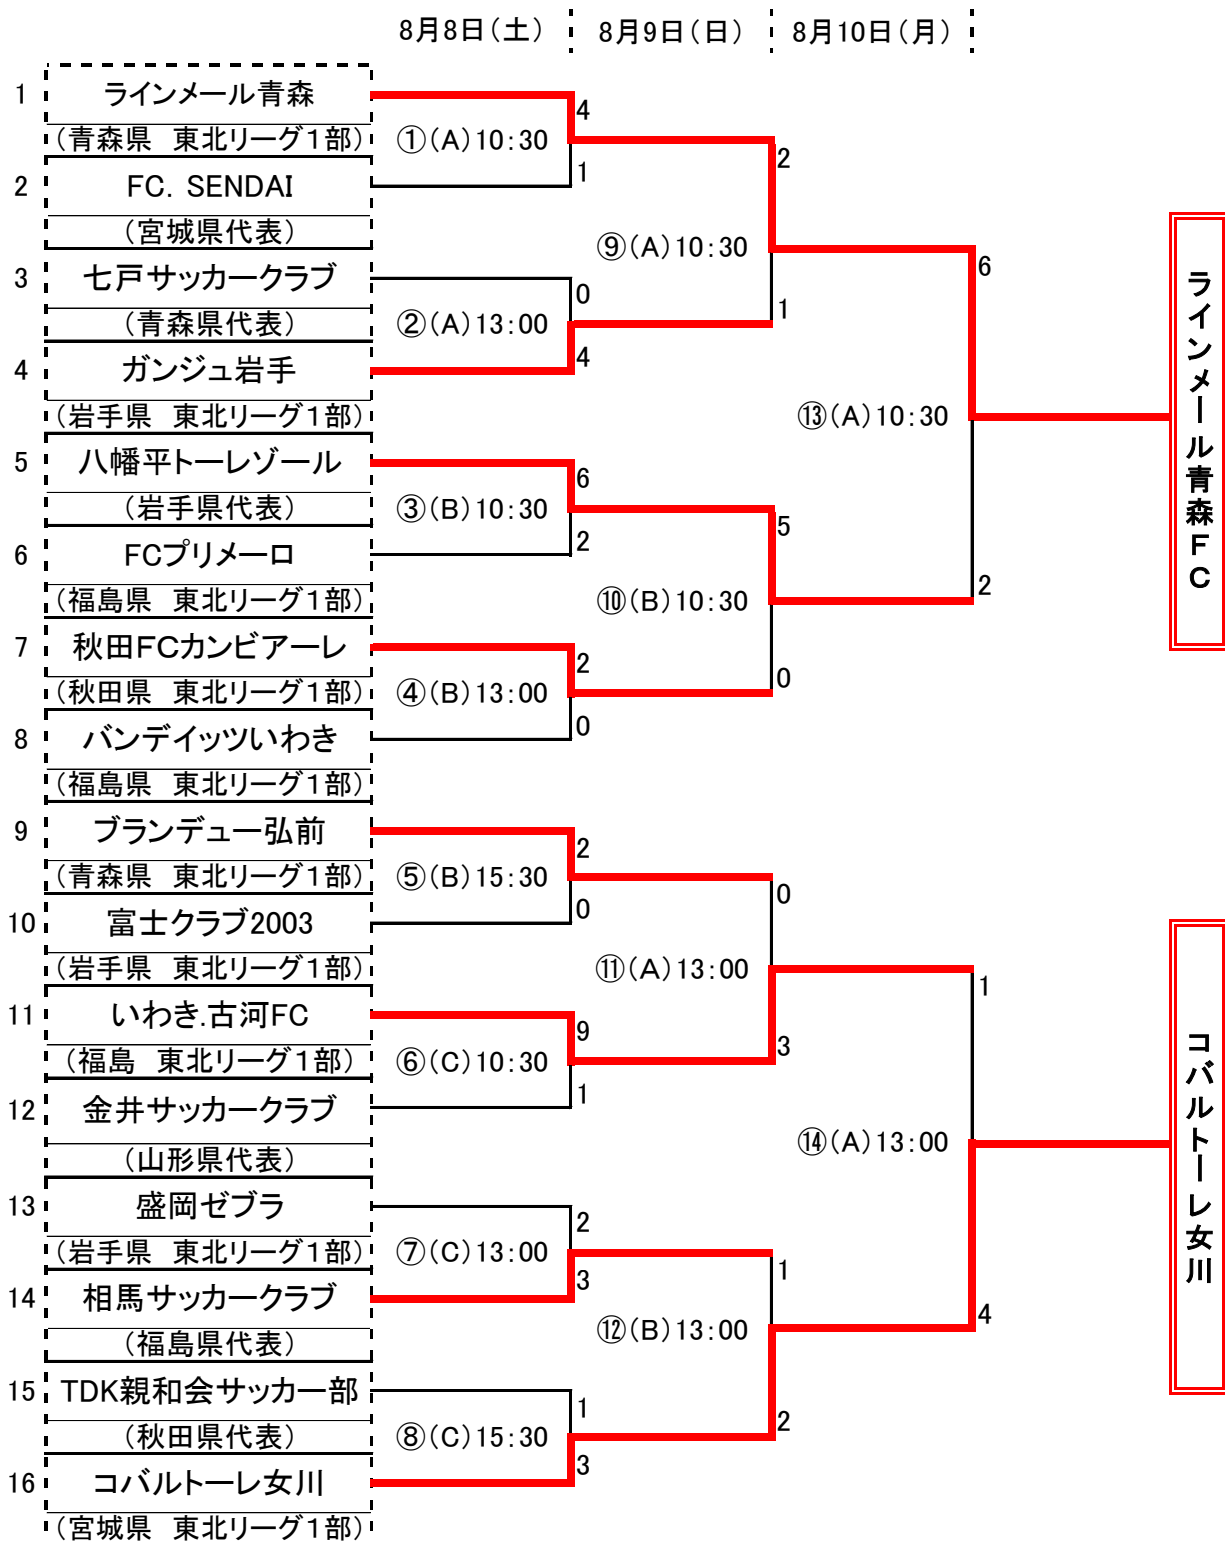 8月8日（土）
8月9日（日）
8月10日（月）
1
ラインメール青森
（青森県　東北リーグ１部）
2
FC．SENDAI
（宮城県代表）
3
七戸サッカークラブ
（青森県代表）
4
ガンジュ岩手
（岩手県　東北リーグ１部）
5
八幡平トーレゾール
（岩手県代表）
6
FCプリメーロ
（福島県　東北リーグ１部）
7
秋田FCカンビアーレ
（秋田県　東北リーグ１部）
8
バンデイッツいわき
（福島県　東北リーグ１部）
9
ブランデュー弘前
（青森県　東北リーグ１部）
10
富士クラブ2003
（岩手県　東北リーグ１部）
11
いわき.古河FC
（福島　東北リーグ１部）
12
金井サッカークラブ
（山形県代表）
13
盛岡ゼブラ
（岩手県　東北リーグ１部）
14
相馬サッカークラブ
（福島県代表）
15
TDK親和会サッカー部
（秋田県代表）
16
コバルトーレ女川
（宮城県　東北リーグ１部）
①（A）10：30
4
1
②（A）13：00
0
4
③（B）10：30
6
2
④（B）13：00
2
0
⑤（B）15：30
2
0
⑥（C）10：30
9
1
⑦（C）13：00
2
3
⑧（C）15：30
1
3
⑨（A）10：30
2
1
⑩（B）10：30
5
0
⑪（A）13：00
0
3
⑫（B）13：00
1
2
⑬（A）10：30
6
2
⑭（A）13：00
1
4
ラインメール青森ＦＣ
コバルトーレ女川